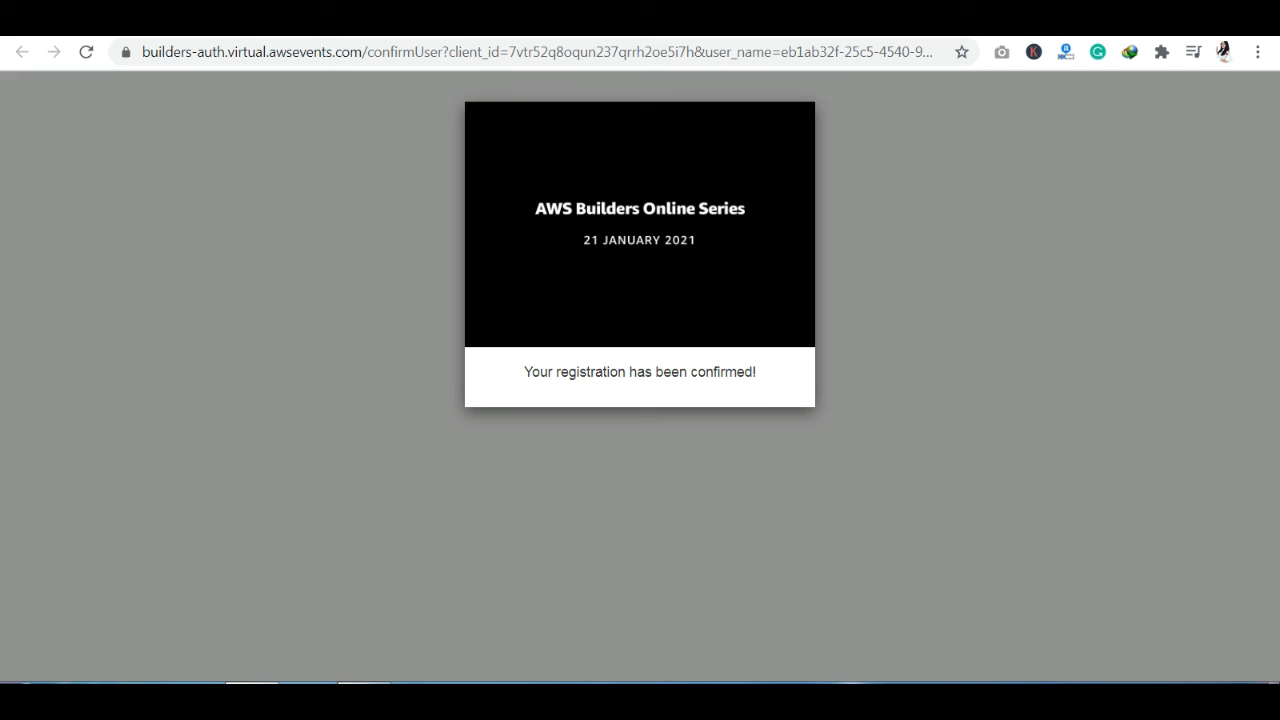 builders-auth.virtual.awsevents.com/confirmUser?client_id=7vtr52q8oqun237qrrh2oe5i7h&user_name=eb1ab32f-25c5-4540-9...
AWS Builders Online Series
21 JANUARY 2021
Your registration has been confirmed!